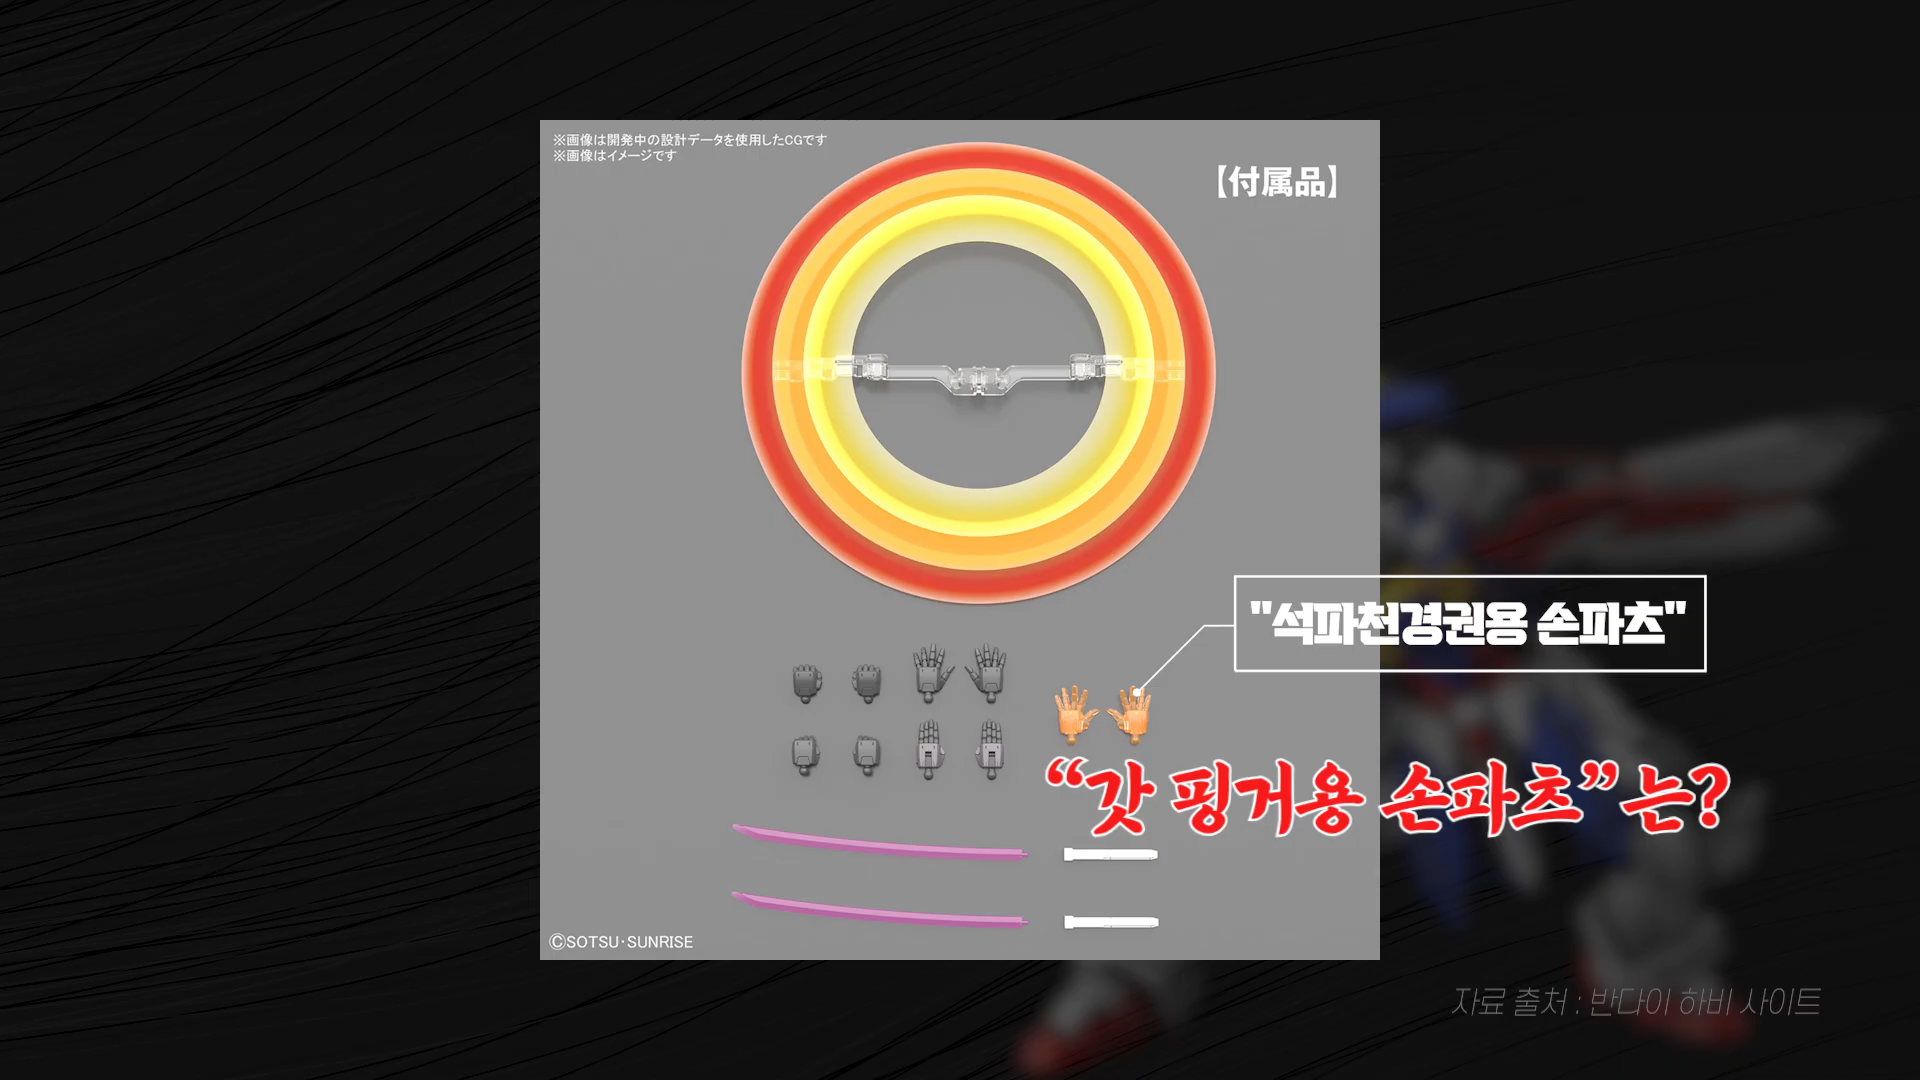 ※画像は開発中の設計データを使用したCGです
※画像はイメージです
【付属品】
"석파천경권용 손파츠"
“갓 핑거용 손파츠”는?
©SOTSU･SUNRISE
자료 출처 : 반다이 하비 사이트